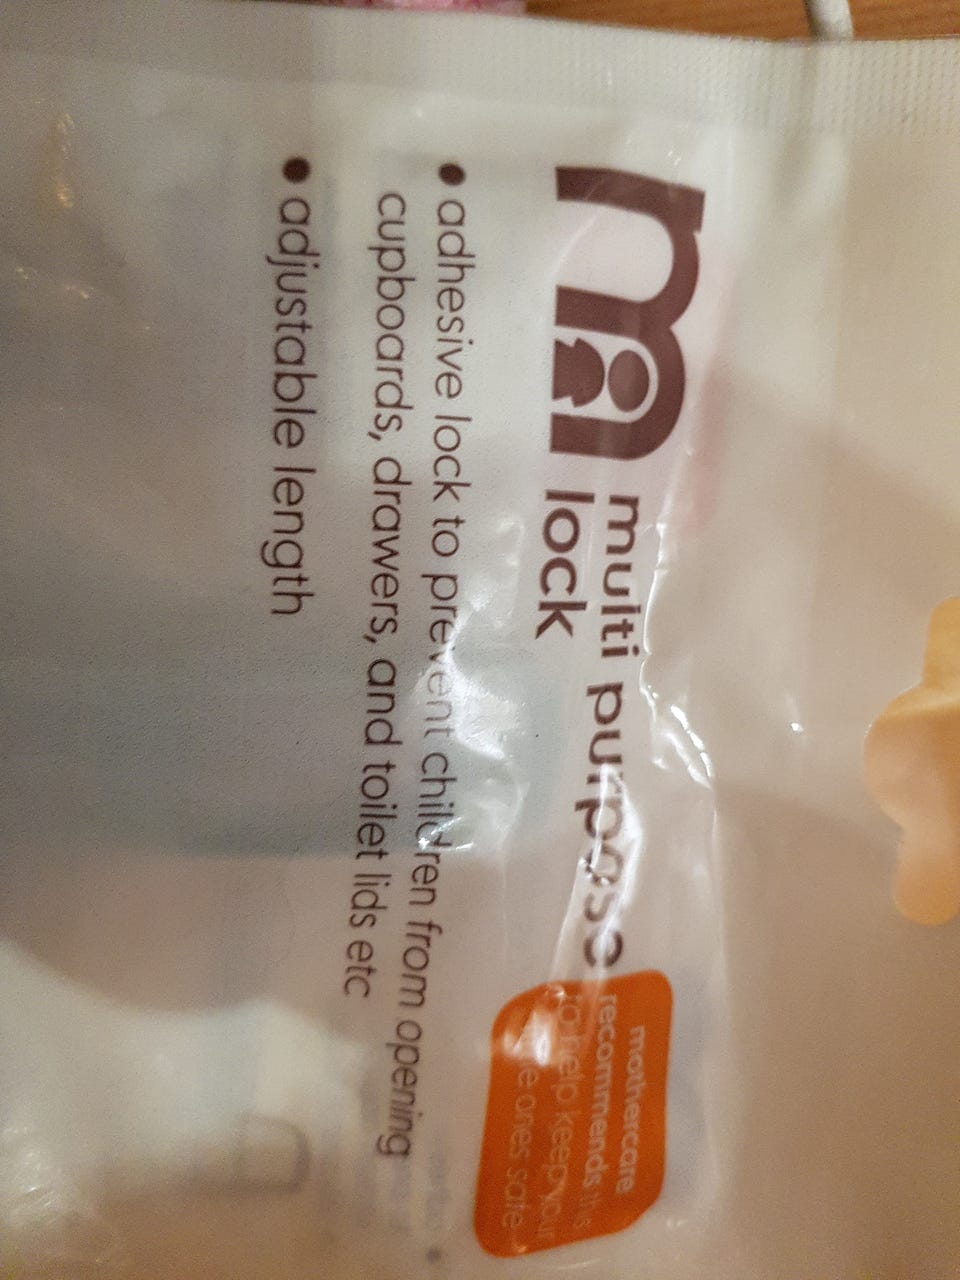 multi purpose
lock
mothercare
recommends this
to help keep your
ones safe
• adhesive lock to prevent children from opening
cupboards, drawers, and toilet lids etc
• adjustable length